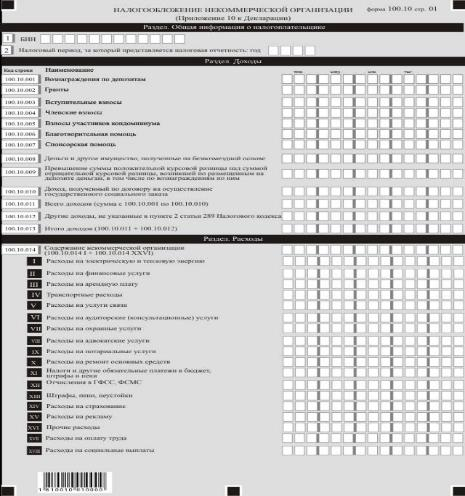 НАЛОГООБЛОЖЕНИЕ НЕКОММЕРЧЕСКОЙ ОРГАНИЗАЦИИ форма 100.10 стр. 01
(Приложение 10 к Декларации)
Раздел. Общая информация о налогоплательщике
1 БИН
2 Налоговый период, за который представляется налоговая отчетность: год
Раздел. Доходы
Код строки Наименование
100.10.001 Вознаграждения по депозитам
100.10.002 Гранты
100.10.003 Вступительные взносы
100.10.004 Членские взносы
100.10.005 Взносы участников кондоминиума
100.10.006 Благотворительная помощь
100.10.007 Спонсорская помощь
100.10.008 Деньги и другое имущество, полученные на безвозмездной основе
100.10.009 Превышение суммы положительной курсовой разницы над суммой
отрицательной курсовой разницы, возникшей по размещенным на
депозите деньгам, в том числе по вознаграждениям по ним
100.10.010 Доход, полученный по договору на осуществление
государственного социального заказа
100.10.011 Всего доходов (сумма с 100.10.001 по 100.10.010)
100.10.012 Другие доходы, не указанные в пункте 2 статьи 289 Налогового кодекса
100.10.013 Итого доходов (100.10.011 + 100.10.012)
Раздел. Расходы
100.10.014 Содержание некоммерческой организации
(100.10.014 I + 100.10.014 XXVI)
I Расходы на электрическую и тепловую энергию
II Расходы на финансовые услуги
III Расходы на арендную плату
IV Транспортные расходы
V Расходы на услуги связи
VI Расходы на аудиторские (консультационные) услуги
VII Расходы на охранные услуги
VIII Расходы на адвокатские услуги
IX Расходы на нотариальные услуги
X Расходы на ремонт основных средств
XI Налоги и другие обязательные платежи в бюджет,
штрафы и пени
XII Отчисления в ГФСС, ФСМС
XIII Штрафы, пени, неустойки
XIV Расходы на страхование
XV Расходы на рекламу
XVI Прочие расходы
XVII Расходы на оплату труда
XVIII Расходы на социальные выплаты